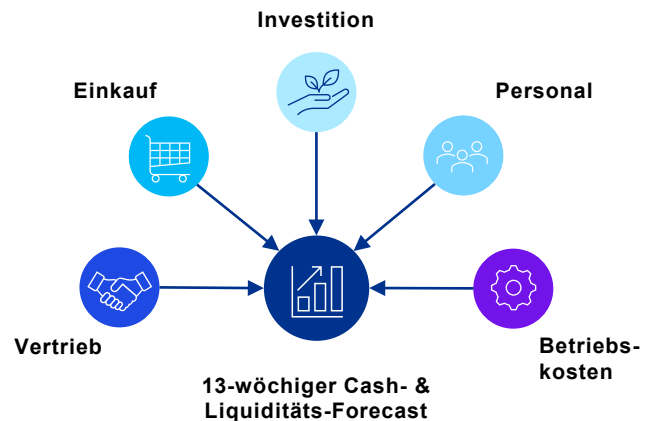 Investition
Einkauf
Personal
Vertrieb
Betriebs-
kosten
13-wöchiger Cash- &
Liquiditäts-Forecast